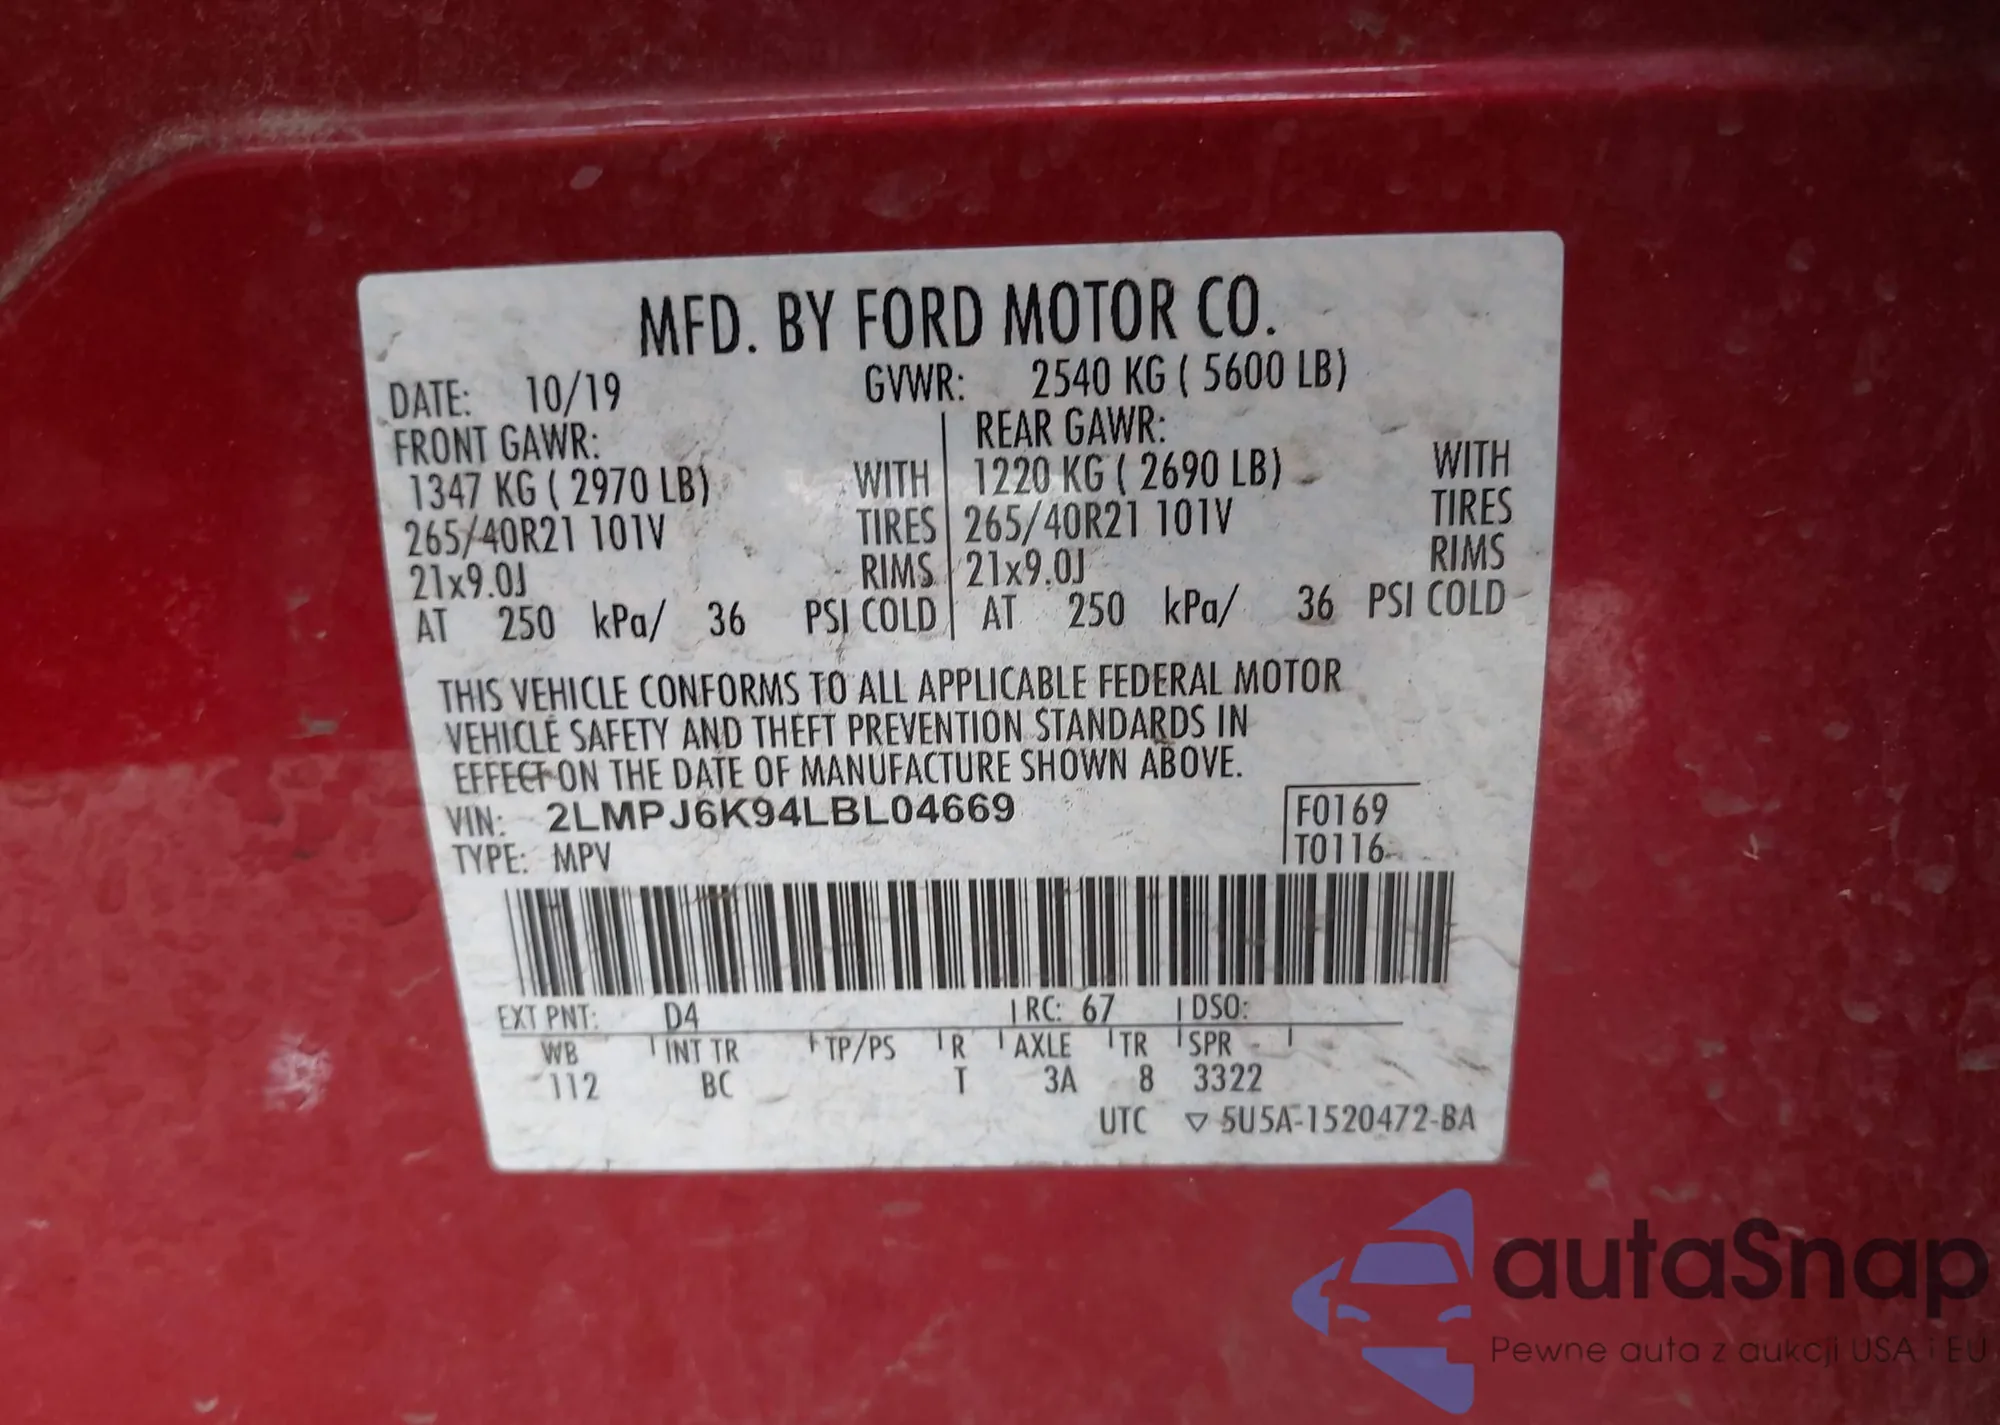 MFD. BY FORD MOTOR CO.
DATE: 10/19 GVWR: 2540 KG ( 5600 LB)
FRONT GAWR: REAR GAWR:
1347 KG ( 2970 LB) WITH 1220 KG ( 2690 LB) WITH
265/40R21 101V TIRES 265/40R21 101V TIRES
21x9.0J RIMS 21x9.0J RIMS
AT 250 kPa/ 36 PSI COLD AT 250 kPa/ 36 PSI COLD
THIS VEHICLE CONFORMS TO ALL APPLICABLE FEDERAL MOTOR
VEHICLE SAFETY AND THEFT PREVENTION STANDARDS IN
EFFECT ON THE DATE OF MANUFACTURE SHOWN ABOVE.
VIN: 2LMPJ6K94LBL04669 F0169
TYPE: MPV T0116
EXT PNT: D4 RC: 67 DSO:
WB INT TR TP/PS R AXLE TR SPR
112 BC T 3A 8 3322
UTC ▽ 5U5A-1520472-BA
autaSnap
Pewne auta z aukcji USA i EU